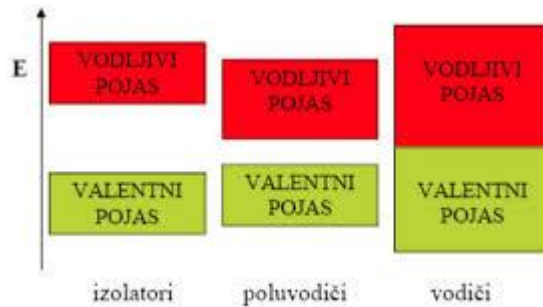 E
VODLJIVI
POJAS
VODLJIVI
POJAS
VODLJIVI
POJAS
VALENTNI
POJAS
VALENTNI
POJAS
VALENTNI
POJAS
izolatori
poluvodiči
vodiči